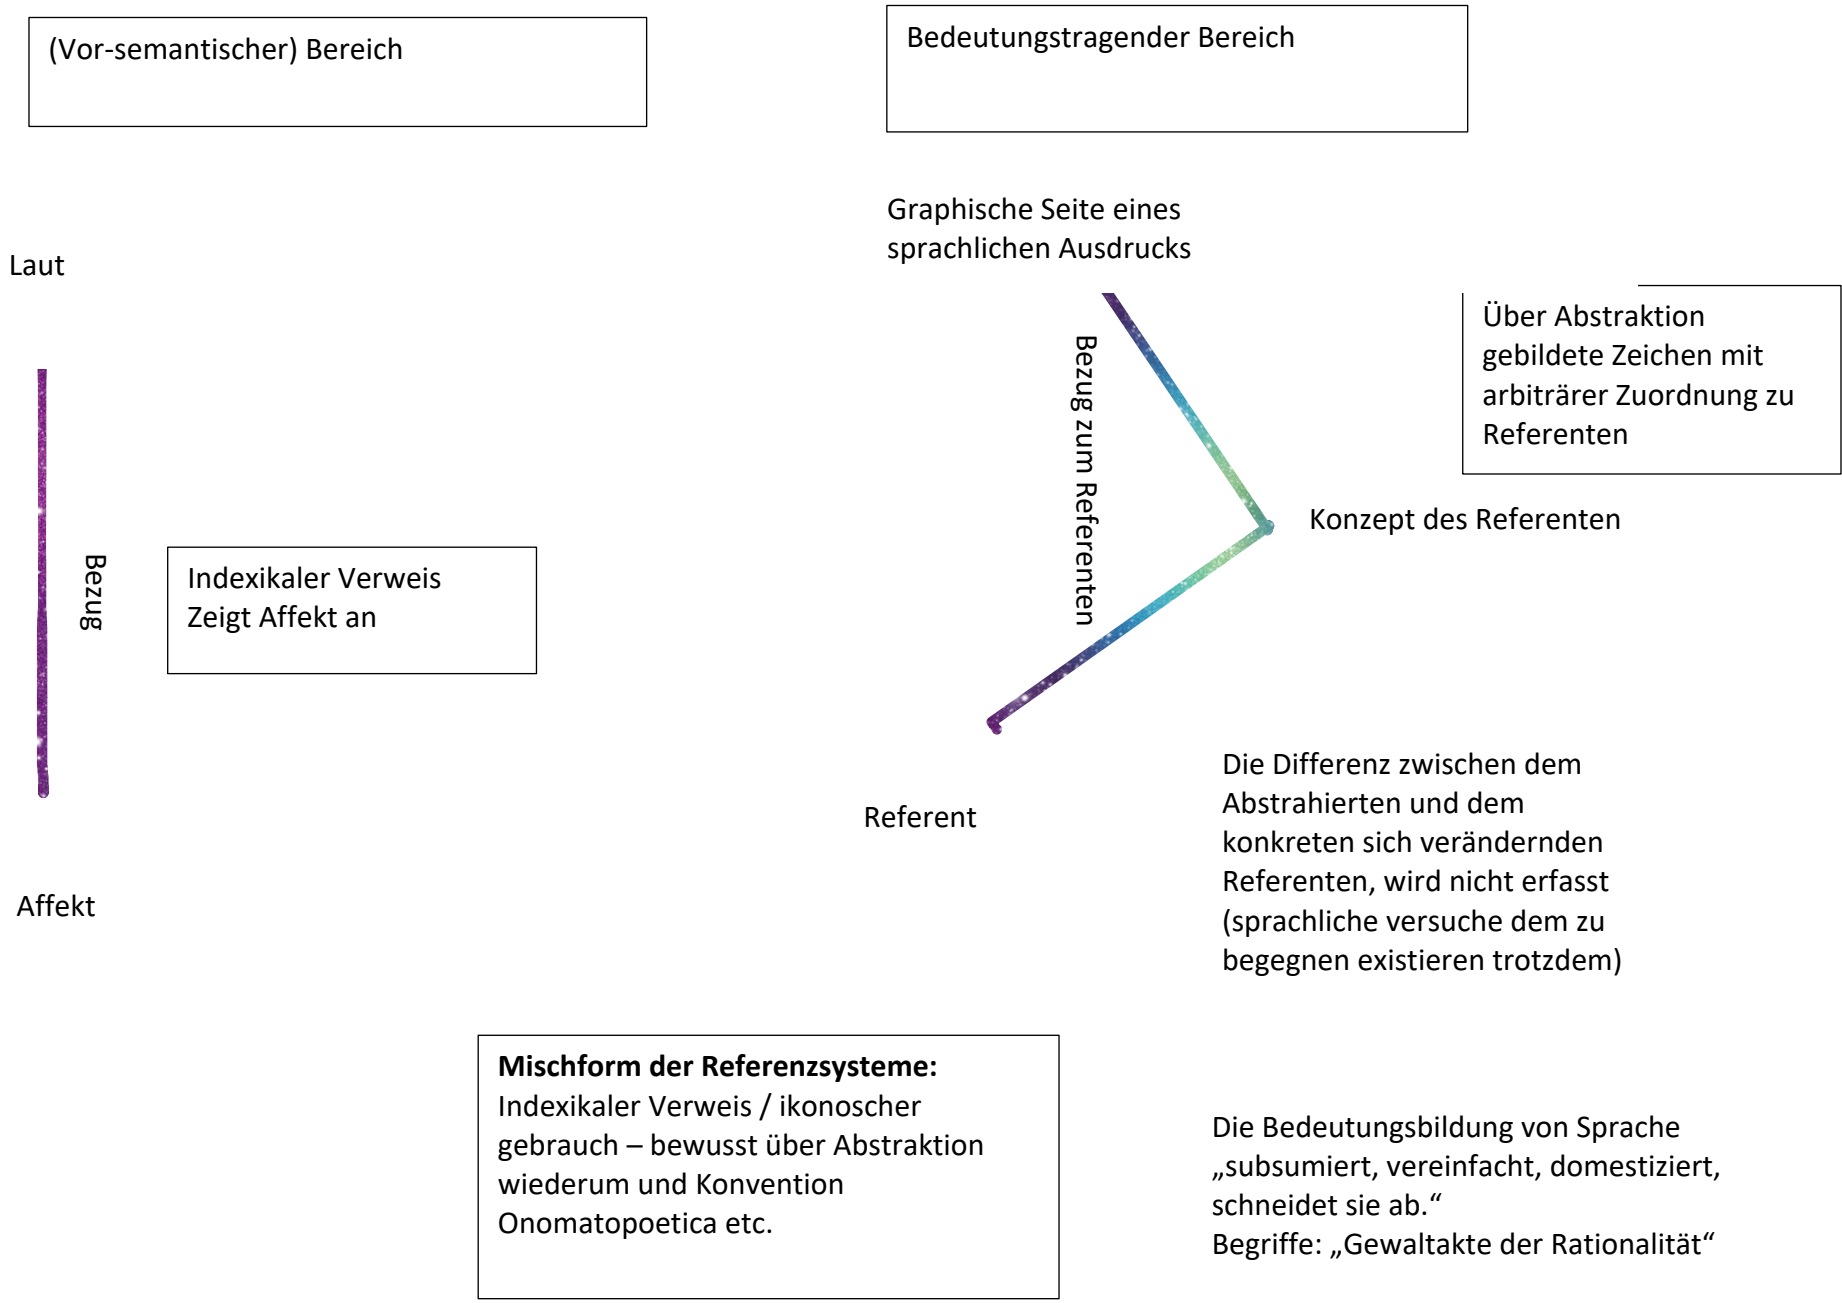 (Vor-semantischer) Bereich
Bedeutungstragender Bereich
Graphische Seite eines
sprachlichen Ausdrucks
Laut
Über Abstraktion
gebildete Zeichen mit
arbiträrer Zuordnung zu
Referenten
Bezug zum Referenten
Konzept des Referenten
Bezug
Indexikaler Verweis
Zeigt Affekt an
Referent
Die Differenz zwischen dem
Abstrahierten und dem
konkreten sich verändernden
Referenten, wird nicht erfasst
(sprachliche versuche dem zu
begegnen existieren trotzdem)
Affekt
Mischform der Referenzsysteme:
Indexikaler Verweis / ikonoscher
gebrauch – bewusst über Abstraktion
wiederum und Konvention
Onomatopoetica etc.
Die Bedeutungsbildung von Sprache
„subsumiert, vereinfacht, domestiziert,
schneidet sie ab.“
Begriffe: „Gewaltakte der Rationalität“